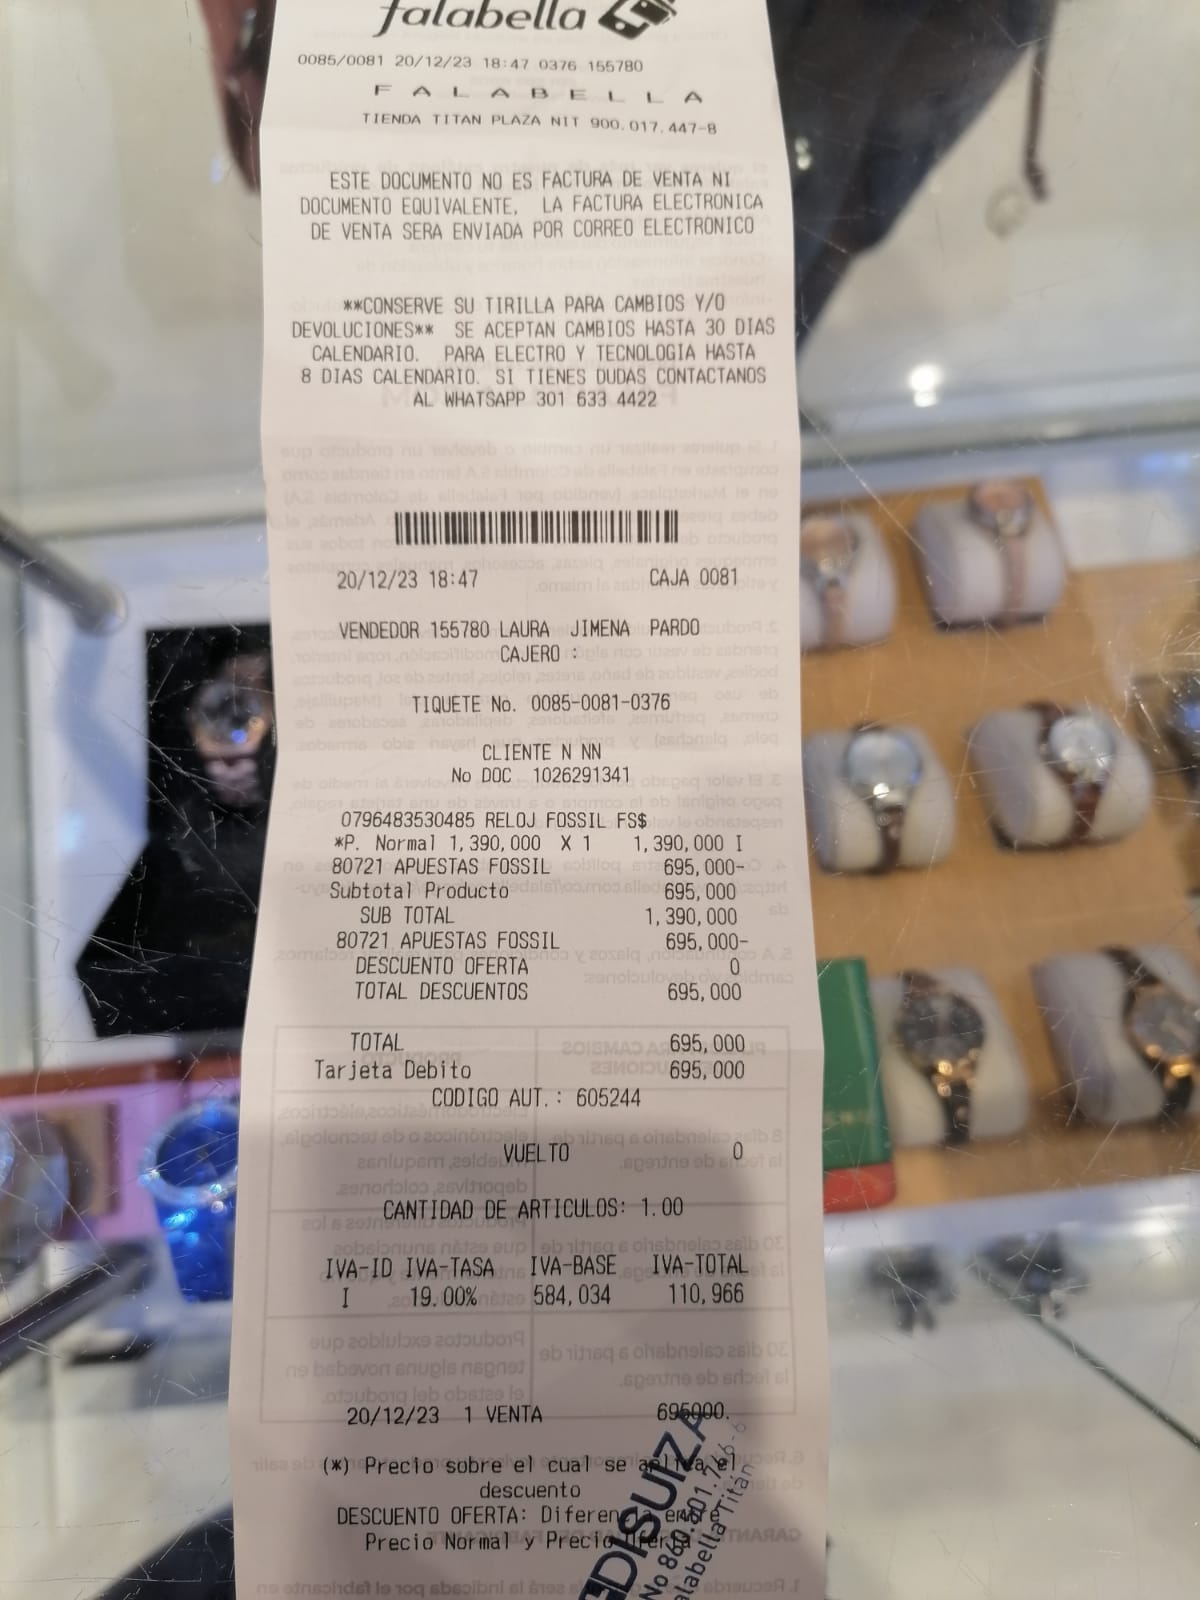 falabella
0085/0081 20/12/23 18:47 0376 155780
F A L A B E L L A
TIENDA TITAN PLAZA NIT 900.017.447-8
ESTE DOCUMENTO NO ES FACTURA DE VENTA NI
DOCUMENTO EQUIVALENTE, LA FACTURA ELECTRONICA
DE VENTA SERA ENVIADA POR CORREO ELECTRONICO
**CONSERVE SU TIRILLA PARA CAMBIOS Y/O
DEVOLUCIONES** SE ACEPTAN CAMBIOS HASTA 30 DIAS
CALENDARIO. PARA ELECTRO Y TECNOLOGIA HASTA
8 DIAS CALENDARIO. SI TIENES DUDAS CONTACTANOS
AL WHATSAPP 301 633 4422
20/12/23 18:47 CAJA 0081
VENDEDOR 155780 LAURA JIMENA PARDO
CAJERO :
TIQUETE No. 0085-0081-0376
CLIENTE N NN
No DOC 1026291341
0796483530485 RELOJ FOSSIL FS$
*P. Normal 1,390,000 X 1 1,390,000 I
80721 APUESTAS FOSSIL 695,000-
Subtotal Producto 695,000
SUB TOTAL 1,390,000
80721 APUESTAS FOSSIL 695,000-
DESCUENTO OFERTA 0
TOTAL DESCUENTOS 695,000
TOTAL 695,000
Tarjeta Debito 695,000
CODIGO AUT.: 605244
VUELTO 0
CANTIDAD DE ARTICULOS: 1.00
IVA-ID IVA-TASA IVA-BASE IVA-TOTAL
I 19.00% 584,034 110,966
20/12/23 1 VENTA 695000.
(*) Precio sobre el cual se aplica el
descuento
DESCUENTO OFERTA: Diferencia entre
Precio Normal y Precio Oferta
DISUIZA
No 860.501.
alabella Titán